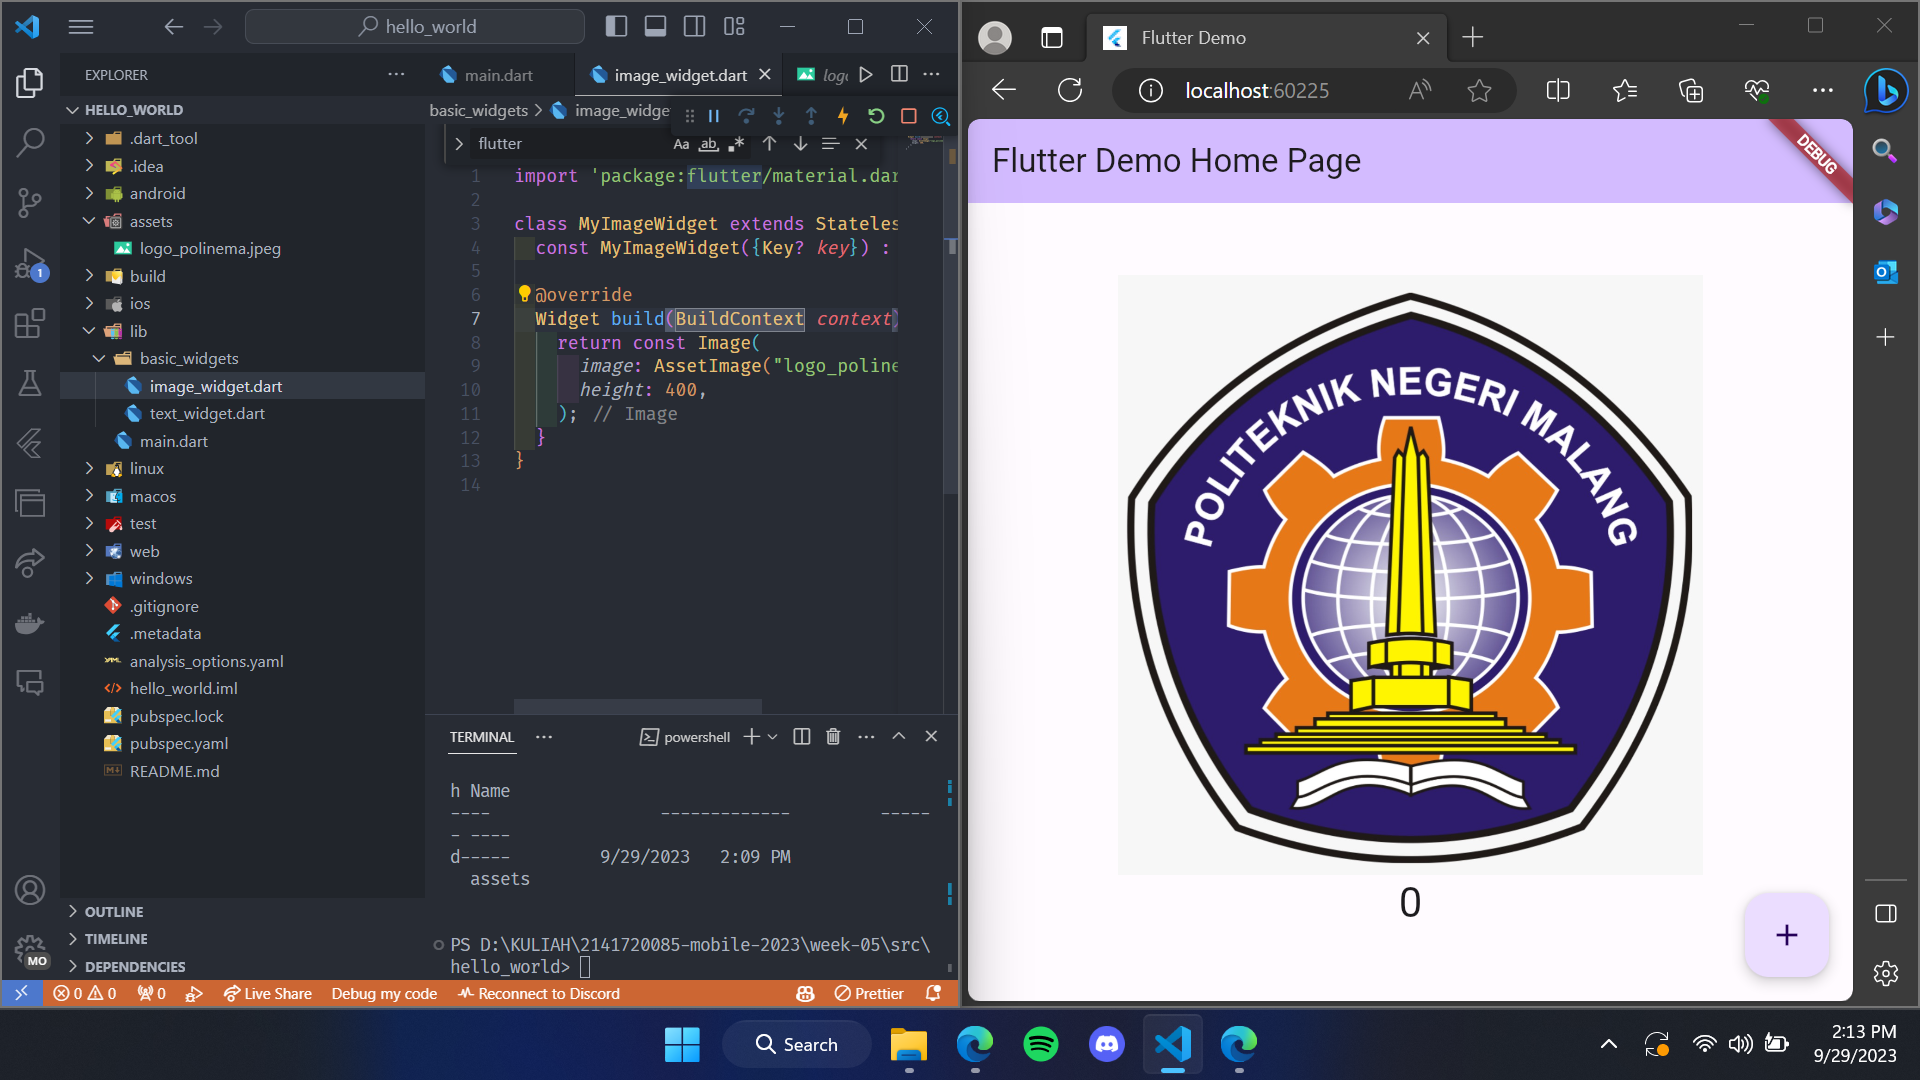 hello_world
EXPLORER
HELLO_WORLD
.dart_tool
.idea
android
assets
logo_polinema.jpeg
build
ios
lib
basic_widgets
image_widget.dart
text_widget.dart
main.dart
linux
macos
test
web
windows
.gitignore
.metadata
analysis_options.yaml
hello_world.iml
pubspec.lock
pubspec.yaml
README.md
OUTLINE
TIMELINE
DEPENDENCIES
1
MO
main.dart
image_widget.dart
basic_widgets > image_widge
flutter
Aa ab .*
1 import 'package:flutter/material.dar
2
3 class MyImageWidget extends Stateles
4 const MyImageWidget({Key? key}) :
5
6 @override
7 Widget build(BuildContext context)
8 return const Image(
9 image: AssetImage("logo_poline
10 height: 400,
11 ); // Image
12 }
13 }
14
TERMINAL
powershell
h Name
---- ------------- -----
- ----
d----- 9/29/2023 2:09 PM
assets
PS D:\KULIAH\2141720085-mobile-2023\week-05\src\
hello_world>
0 0 0 Live Share Debug my code Reconnect to Discord Prettier
Flutter Demo
localhost:60225
Flutter Demo Home Page
DEBUG
POLITEKNIK NEGERI MALANG
0
+
Search
2:13 PM
9/29/2023